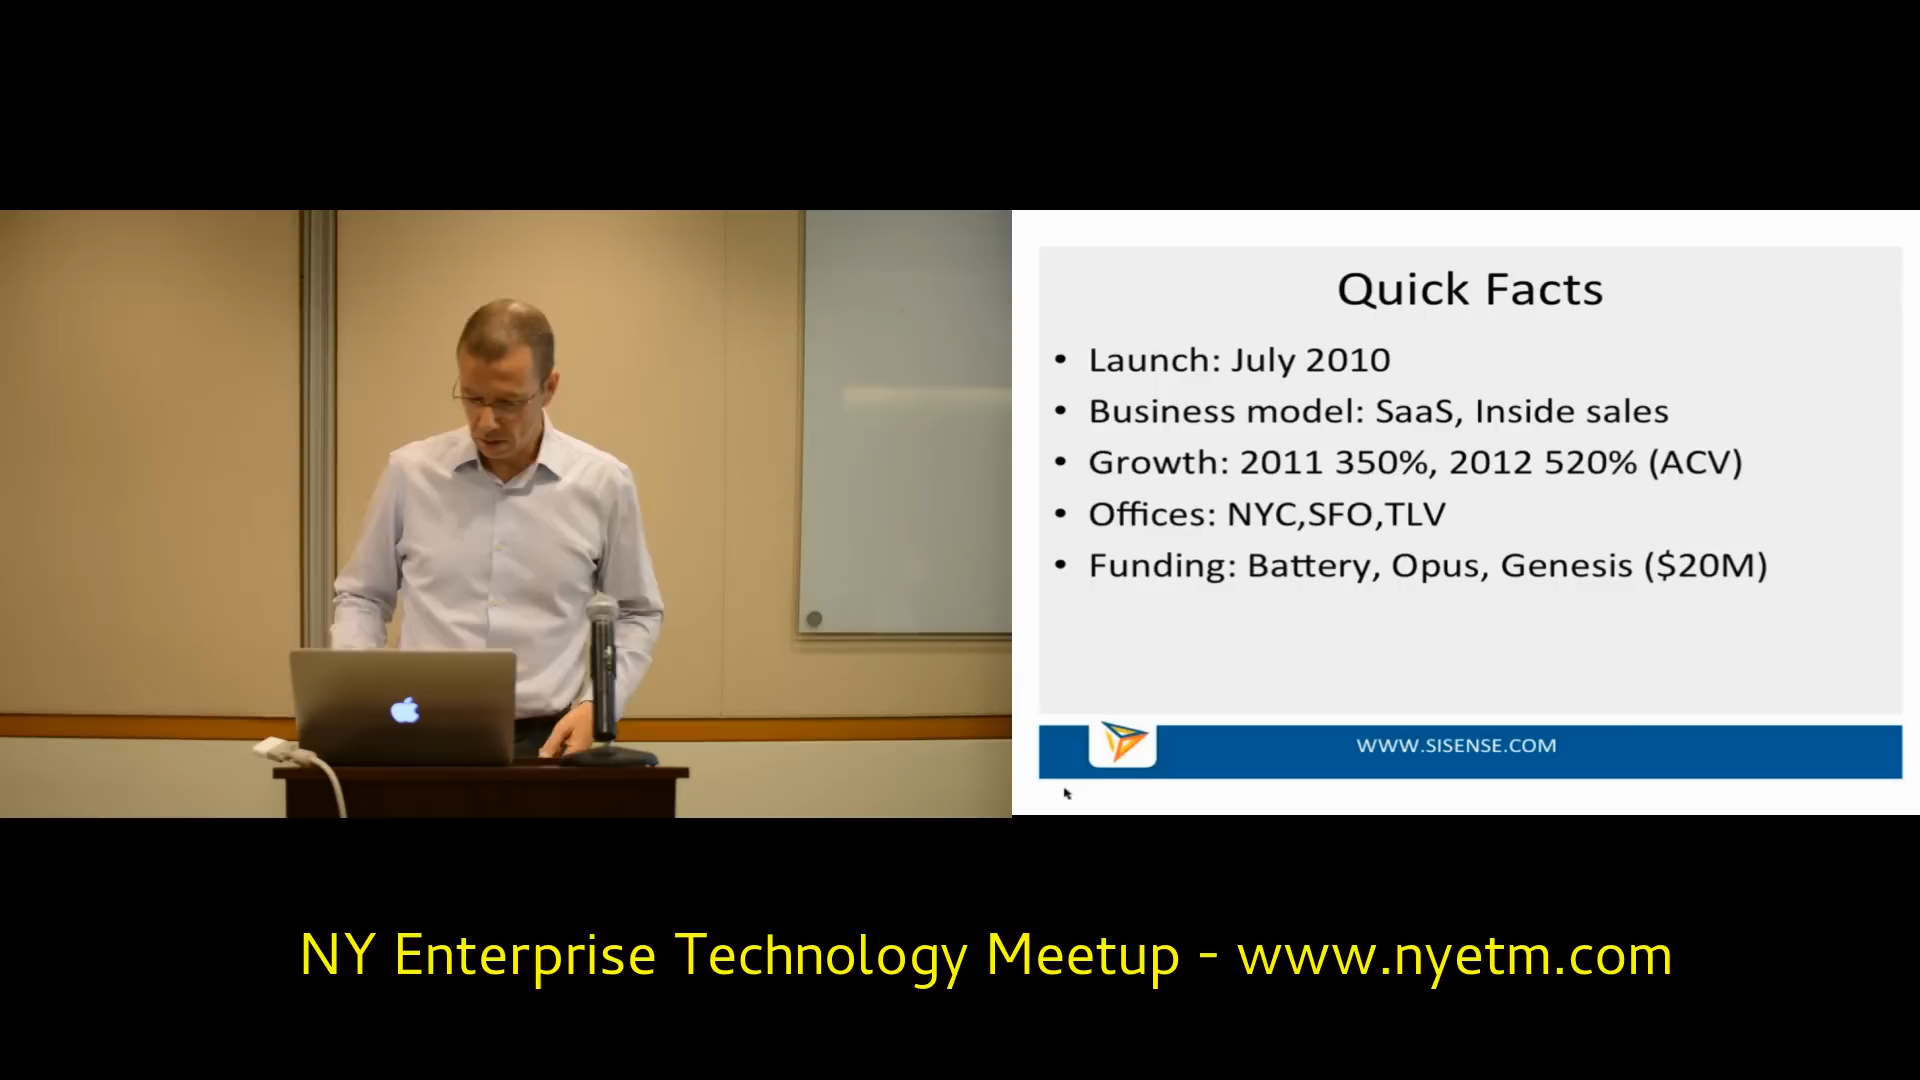 Quick Facts
• Launch: July 2010
• Business model: SaaS, Inside sales
• Growth: 2011 350%, 2012 520% (ACV)
• Offices: NYC,SFO,TLV
• Funding: Battery, Opus, Genesis ($20M)
WWW.SISENSE.COM
NY Enterprise Technology Meetup - www.nyetm.com